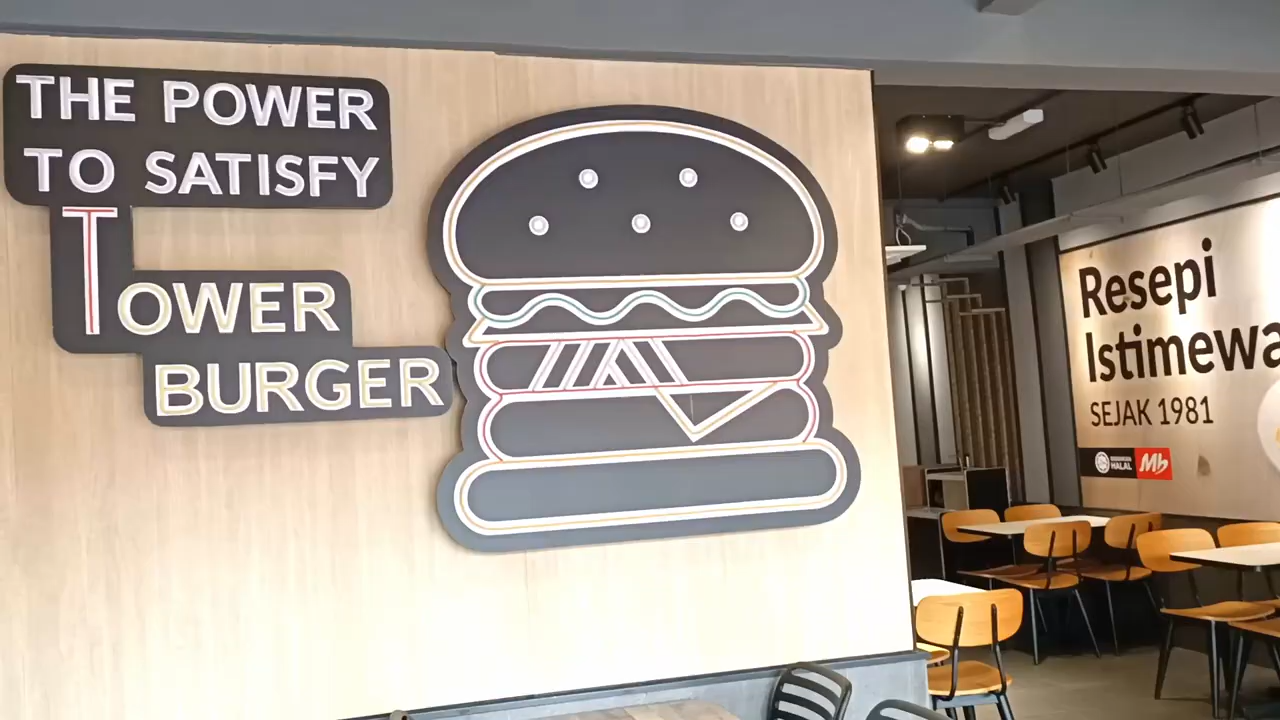 THE POWER
TO SATISFY
TOWER
BURGER
Resepi
Istimewa
SEJAK 1981
HALAL
Mb